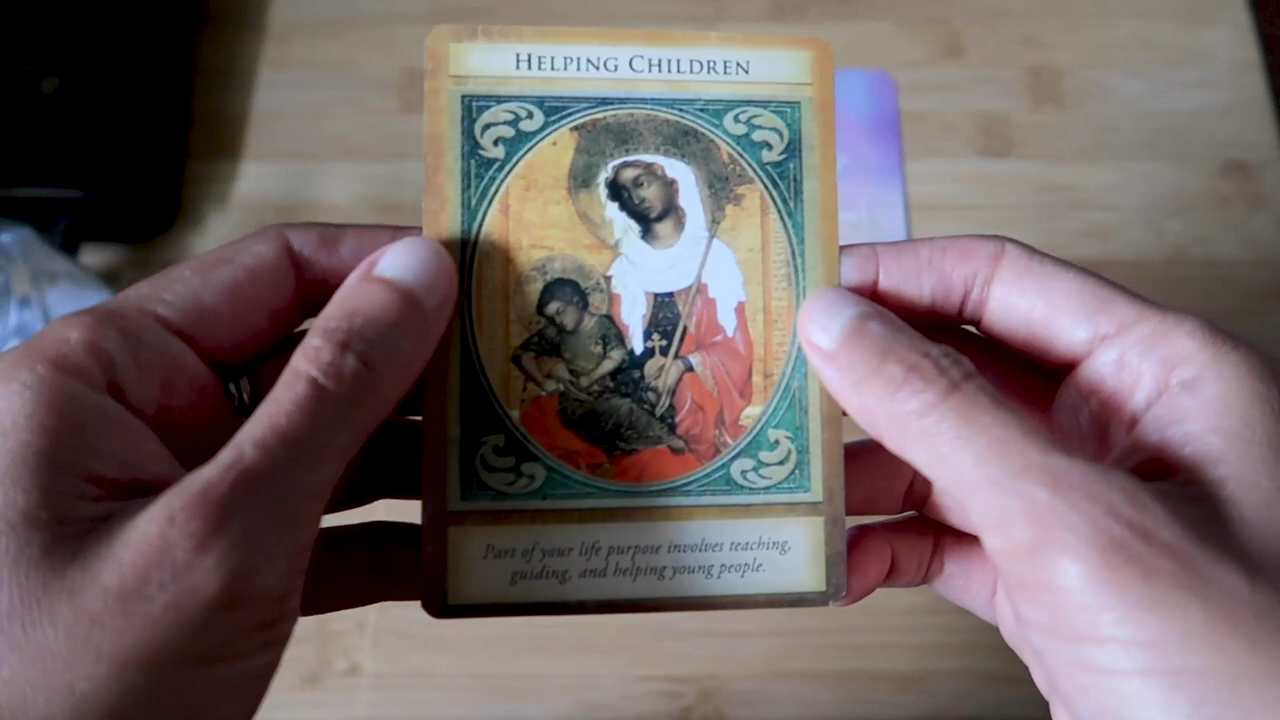 HELPING CHILDREN
Part of your life purpose involves teaching,
guiding, and helping young people.